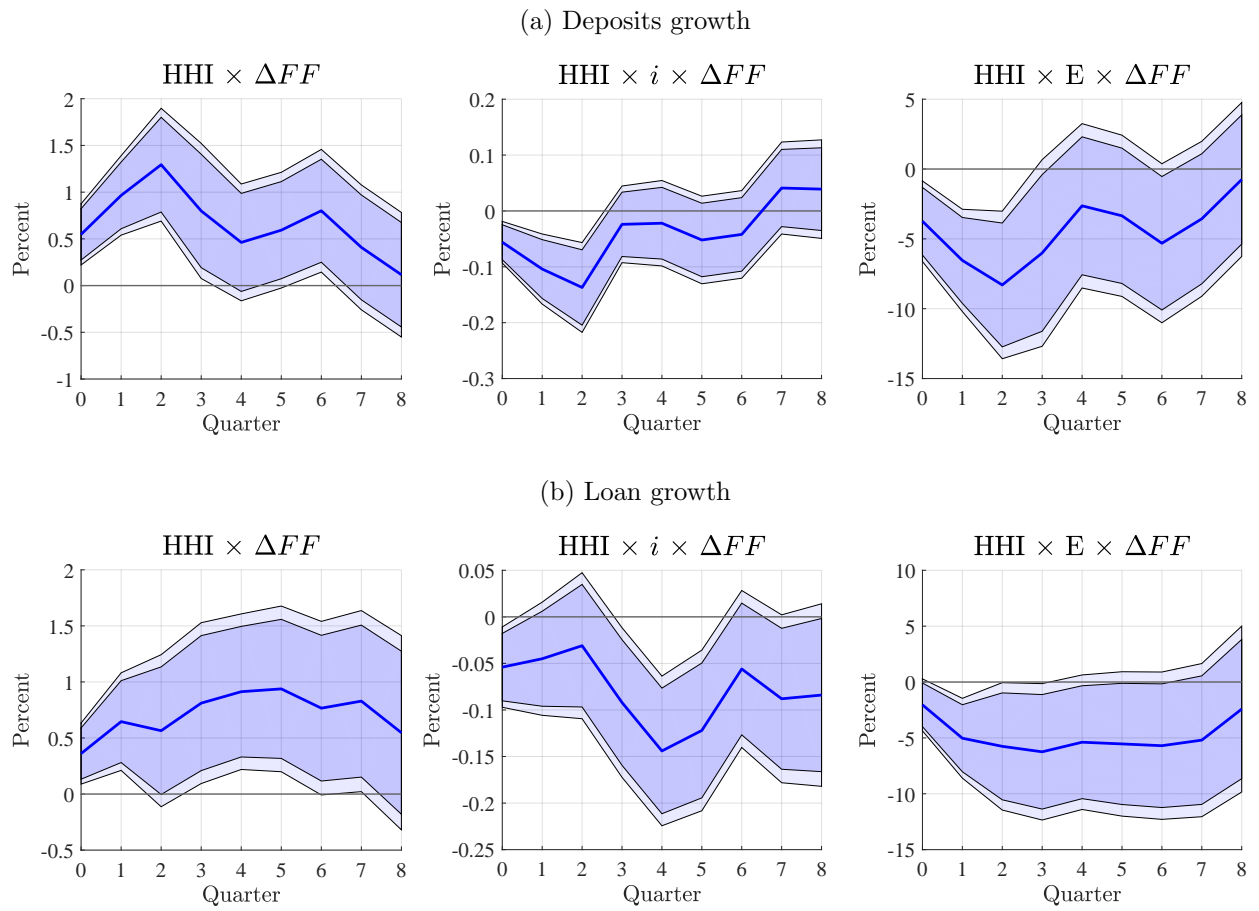 (a) Deposits growth
HHI × ΔFF
HHI × i × ΔFF
HHI × E × ΔFF
Percent
2
1.5
1
0.5
0
-0.5
-1
0 1 2 3 4 5 6 7 8
Quarter
Percent
0.2
0.1
0
-0.1
-0.2
-0.3
0 1 2 3 4 5 6 7 8
Quarter
Percent
5
0
-5
-10
-15
0 1 2 3 4 5 6 7 8
Quarter
(b) Loan growth
HHI × ΔFF
HHI × i × ΔFF
HHI × E × ΔFF
Percent
2
1.5
1
0.5
0
-0.5
0 1 2 3 4 5 6 7 8
Quarter
Percent
0.05
0
-0.05
-0.1
-0.15
-0.2
-0.25
0 1 2 3 4 5 6 7 8
Quarter
Percent
10
5
0
-5
-10
-15
0 1 2 3 4 5 6 7 8
Quarter